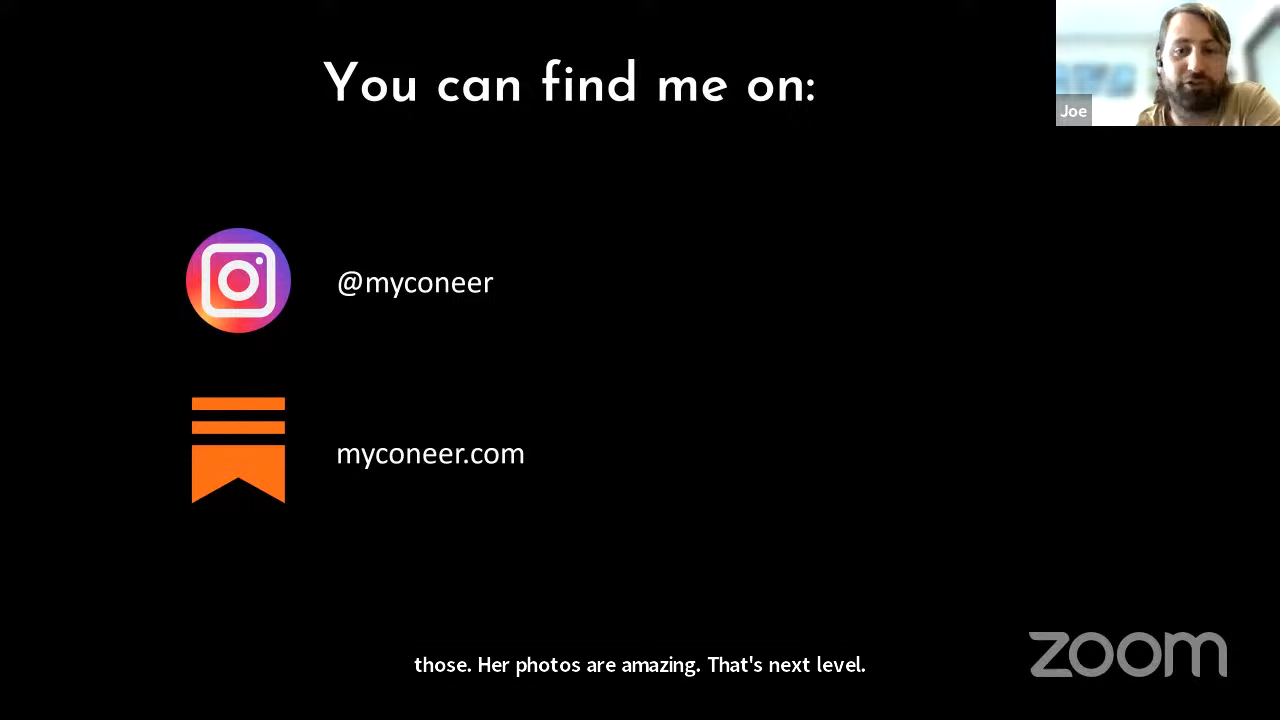 You can find me on:
Joe
@myconeer
myconeer.com
those. Her photos are amazing. That's next level.
zoom